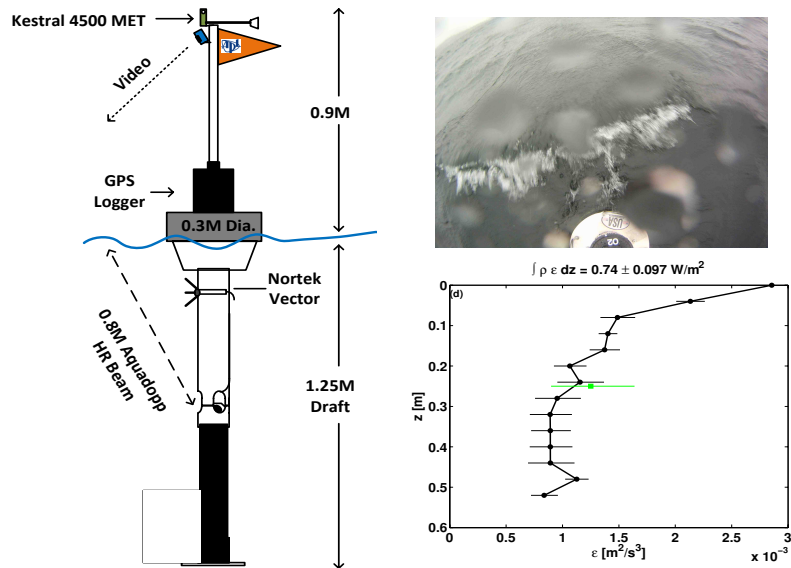 Kestral 4500 MET
Video
0.9M
GPS
Logger
0.3M Dia.
Nortek
Vector
0.8M Aquadopp
HR Beam
1.25M
Draft
USA
O2
∫ ρ ε dz = 0.74 ± 0.097 W/m²
(d)
0
0.1
0.2
0.3
0.4
0.5
0.6
z [m]
0 0.5 1 1.5 2 2.5 3
ε [m²/s³]
x 10⁻³